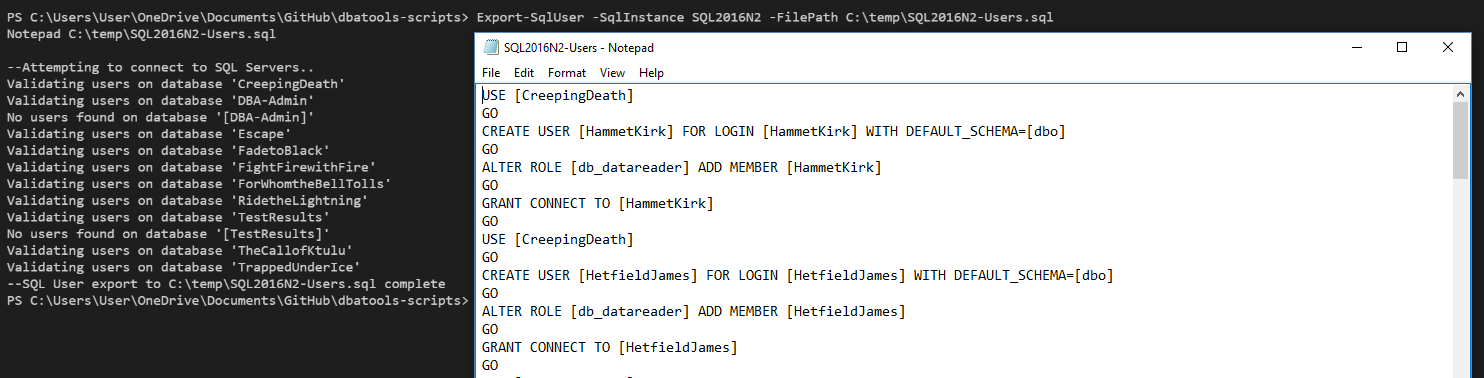 PS C:\Users\User\OneDrive\Documents\GitHub\dbatools-scripts> Export-SqlUser -SqlInstance SQL2016N2 -FilePath C:\temp\SQL2016N2-Users.sql
Notepad C:\temp\SQL2016N2-Users.sql
--Attempting to connect to SQL Servers..
Validating users on database 'CreepingDeath'
Validating users on database 'DBA-Admin'
No users found on database '[DBA-Admin]'
Validating users on database 'Escape'
Validating users on database 'FadetoBlack'
Validating users on database 'FightFirewithFire'
Validating users on database 'ForWhomtheBellTolls'
Validating users on database 'RidetheLightning'
Validating users on database 'TestResults'
No users found on database '[TestResults]'
Validating users on database 'TheCallofKtulu'
Validating users on database 'TrappedUnderIce'
--SQL User export to C:\temp\SQL2016N2-Users.sql complete
PS C:\Users\User\OneDrive\Documents\GitHub\dbatools-scripts>
SQL2016N2-Users - Notepad
File Edit Format View Help
USE [CreepingDeath]
GO
CREATE USER [HammetKirk] FOR LOGIN [HammetKirk] WITH DEFAULT_SCHEMA=[dbo]
GO
ALTER ROLE [db_datareader] ADD MEMBER [HammetKirk]
GO
GRANT CONNECT TO [HammetKirk]
GO
USE [CreepingDeath]
GO
CREATE USER [HetfieldJames] FOR LOGIN [HetfieldJames] WITH DEFAULT_SCHEMA=[dbo]
GO
ALTER ROLE [db_datareader] ADD MEMBER [HetfieldJames]
GO
GRANT CONNECT TO [HetfieldJames]
GO